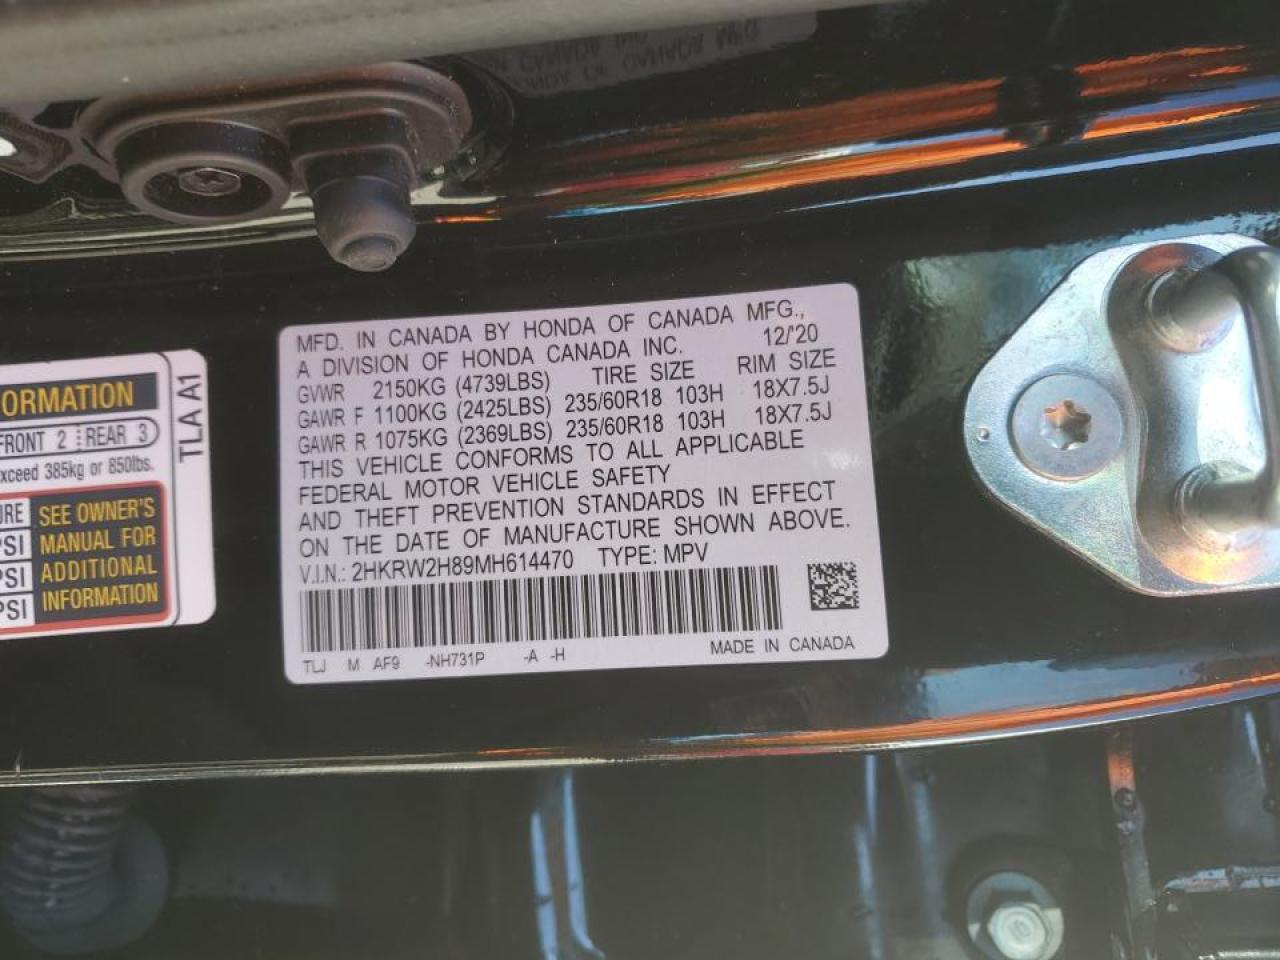 MFD. IN CANADA BY HONDA OF CANADA MFG.,
A DIVISION OF HONDA CANADA INC. 12/'20
GVWR 2150KG (4739LBS) TIRE SIZE RIM SIZE
GAWR F 1100KG (2425LBS) 235/60R18 103H 18X7.5J
GAWR R 1075KG (2369LBS) 235/60R18 103H 18X7.5J
THIS VEHICLE CONFORMS TO ALL APPLICABLE
FEDERAL MOTOR VEHICLE SAFETY
AND THEFT PREVENTION STANDARDS IN EFFECT
ON THE DATE OF MANUFACTURE SHOWN ABOVE.
V.I.N.: 2HKRW2H89MH614470 TYPE: MPV
TLJ M AF9 -NH731P -A -H MADE IN CANADA
ORMATION
FRONT 2 REAR 3
xceed 385kg or 850lbs.
URE
PSI
PSI
PSI
SEE OWNER'S
MANUAL FOR
ADDITIONAL
INFORMATION
TLA A1